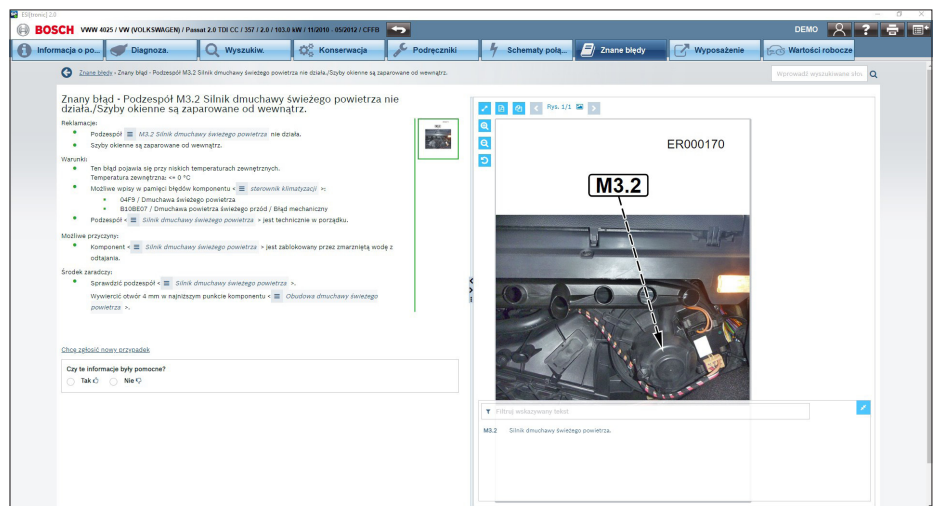 ES[tronic] 2.0
BOSCH VWW 4025 / VW (VOLKSWAGEN) / Passat 2.0 TDI CC / 357 / 2.0 / 103.0 kW / 11/2010 - 05/2012 / CFFB
DEMO
Informacja o po...
Diagnoza.
Wyszukiw.
Konserwacja
Podręczniki
Schematy połą...
Znane błędy
Wyposażenie
Wartości robocze
Znane błędy - Znany błąd - Podzespół M3.2 Silnik dmuchawy świeżego powietrza nie działa./Szyby okienne są zaparowane od wewnątrz.
Wprowadź wyszukiwane sło.
Znany błąd - Podzespół M3.2 Silnik dmuchawy świeżego powietrza nie
działa./Szyby okienne są zaparowane od wewnątrz.
Reklamacje:
Podzespół M3.2 Silnik dmuchawy świeżego powietrza nie działa.
Szyby okienne są zaparowane od wewnątrz.
Warunki:
Ten błąd pojawia się przy niskich temperaturach zewnętrznych.
Temperatura zewnętrzna: <= 0 °C
Możliwe wpisy w pamięci błędów komponentu < sterownik klimatyzacji >:
04F9 / Dmuchawa świeżego powietrza
B10BE07 / Dmuchawa powietrza świeżego przód / Błąd mechaniczny
Podzespół < Silnik dmuchawy świeżego powietrza > jest technicznie w porządku.
Możliwe przyczyny:
Komponent < Silnik dmuchawy świeżego powietrza > jest zablokowany przez zmarzniętą wodę z
odtajania.
Środek zaradczy:
Sprawdzić podzespół < Silnik dmuchawy świeżego powietrza >.
Wywiercić otwór 4 mm w najniższym punkcie komponentu < Obudowa dmuchawy świeżego
powietrza >.
Chcę zgłosić nowy przypadek
Czy te informacje były pomocne?
Tak
Nie
Rys. 1/1
ER000170
M3.2
Filtruj wskazywany tekst
M3.2 Silnik dmuchawy świeżego powietrza.